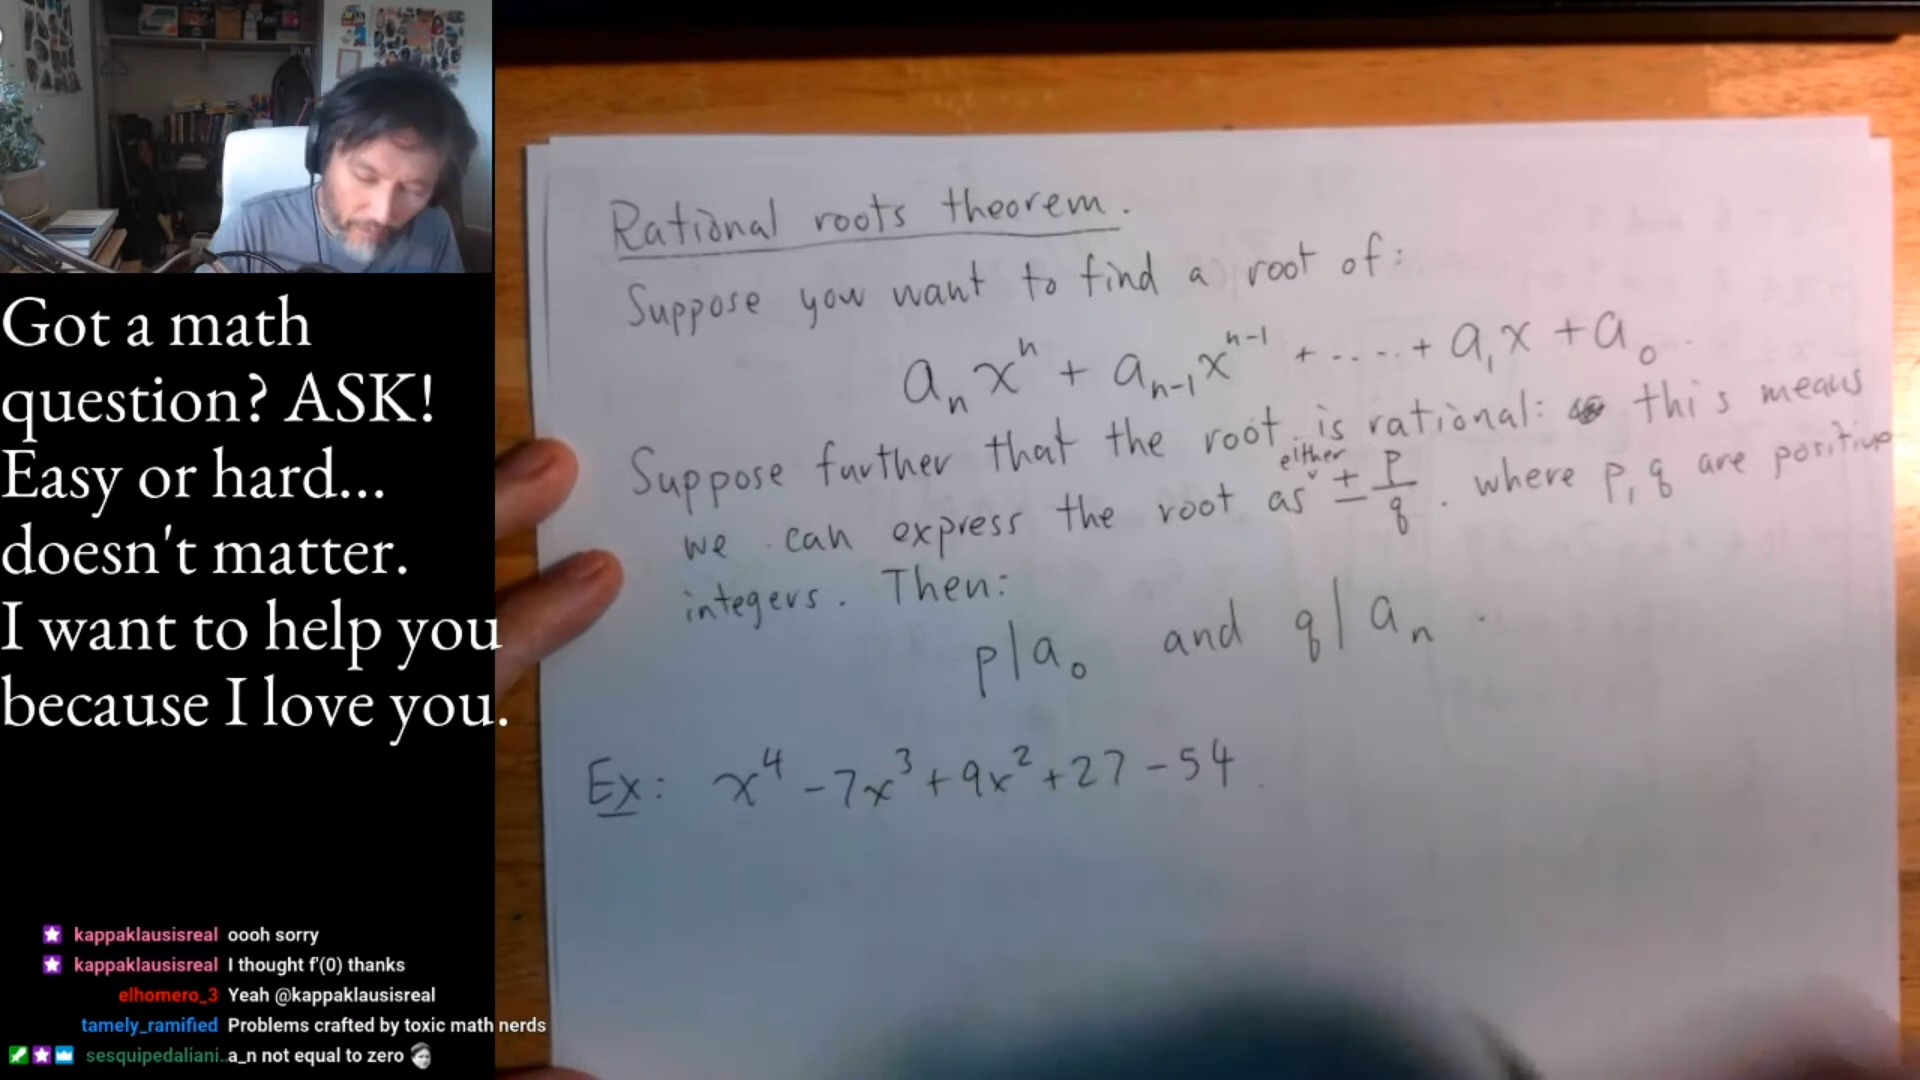 Got a math
question? ASK!
Easy or hard...
doesn't matter.
I want to help you
because I love you.
kappaklausisreal oooh sorry
kappaklausisreal I thought f'(0) thanks
elhomero_3 Yeah @kappaklausisreal
tamely_ramified Problems crafted by toxic math nerds
sesquipedaliani.. a_n not equal to zero
Rational roots theorem.
Suppose you want to find a root of:
aₙxⁿ + aₙ₋₁xⁿ⁻¹ + ..... + a₁x + a₀.
Suppose further that the root is rational: this means
we can express the root as either ± p/q. where p, q are positive
integers. Then:
p|a₀ and q|aₙ.
Ex: x⁴ - 7x³ + 9x² + 27 - 54.